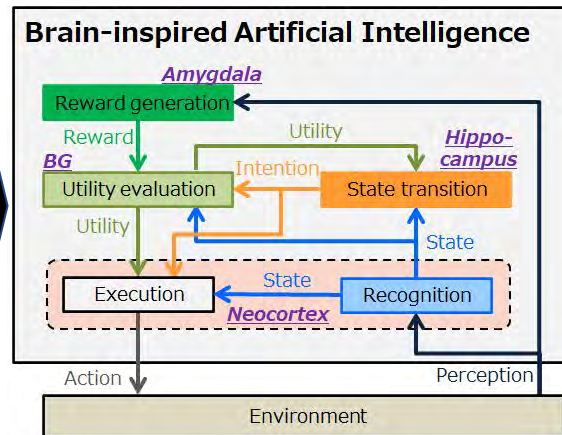 Brain-inspired Artificial Intelligence
Amygdala
Reward generation
Reward
Utility
BG
Intention
Hippo-
campus
Utility evaluation
State transition
Utility
State
State
Execution
Recognition
Neocortex
Action
Perception
Environment